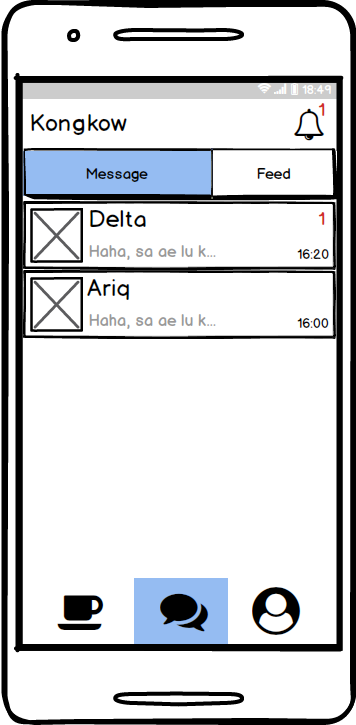 18:49
Kongkow
1
Message
Feed
Delta
1
Haha, sa ae lu k...
16:20
Ariq
Haha, sa ae lu k...
16:00